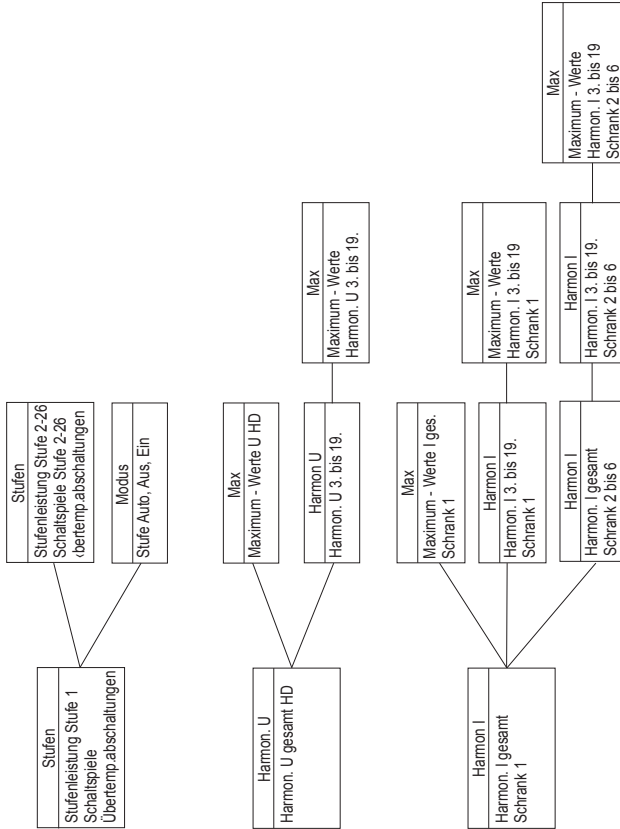 Stufen
Stufenleistung Stufe 1
Schaltspiele
Übertemp.abschaltungen
Stufen
Stufenleistung Stufe 2-26
Schaltspiele Stufe 2-26
‹bertemp.abschaltungen
Modus
Stufe Auto, Aus, Ein
Harmon. U
Harmon. U gesamt HD
Max
Maximum - Werte U HD
Harmon U
Harmon. U 3. bis 19.
Max
Maximum - Werte
Harmon. U 3. bis 19.
Harmon I
Harmon. I gesamt
Schrank 1
Max
Maximum - Werte I ges.
Schrank 1
Harmon I
Harmon. I 3. bis 19.
Schrank 1
Max
Maximum - Werte
Harmon. I 3. bis 19
Schrank 1
Harmon I
Harmon. I gesamt
Schrank 2 bis 6
Harmon I
Harmon. I 3. bis 19.
Schrank 2 bis 6
Max
Maximum - Werte
Harmon. I 3. bis 19
Schrank 2 bis 6